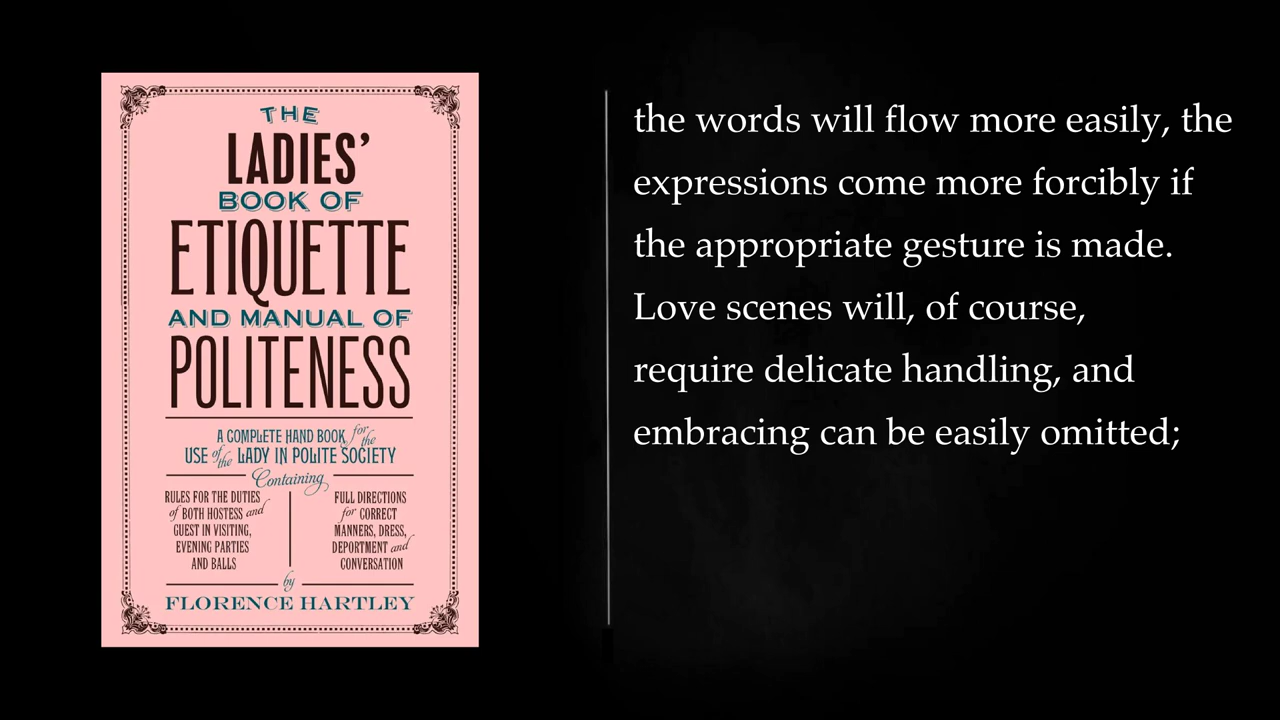 THE
LADIES'
BOOK OF
ETIQUETTE
AND MANUAL OF
POLITENESS
A COMPLETE HAND BOOK for the
USE of the LADY IN POLITE SOCIETY
Containing
RULES FOR THE DUTIES
of BOTH HOSTESS and
GUEST IN VISITING,
EVENING PARTIES
AND BALLS
FULL DIRECTIONS
for CORRECT
MANNERS, DRESS,
DEPORTMENT and
CONVERSATION
by
FLORENCE HARTLEY
the words will flow more easily, the
expressions come more forcibly if
the appropriate gesture is made.
Love scenes will, of course,
require delicate handling, and
embracing can be easily omitted;